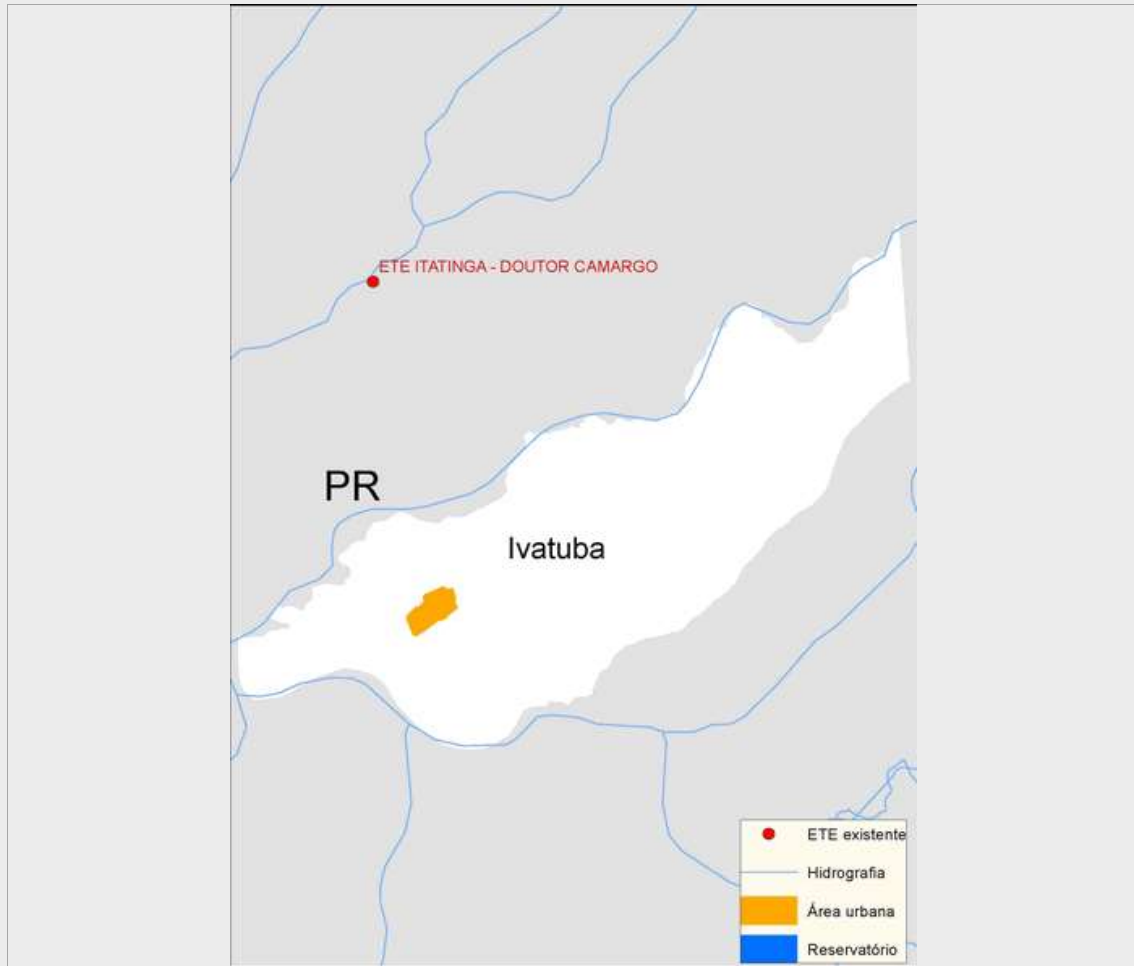 ETE ITATINGA - DOUTOR CAMARGO
PR
Ivatuba
ETE existente
Hidrografia
Área urbana
Reservatório